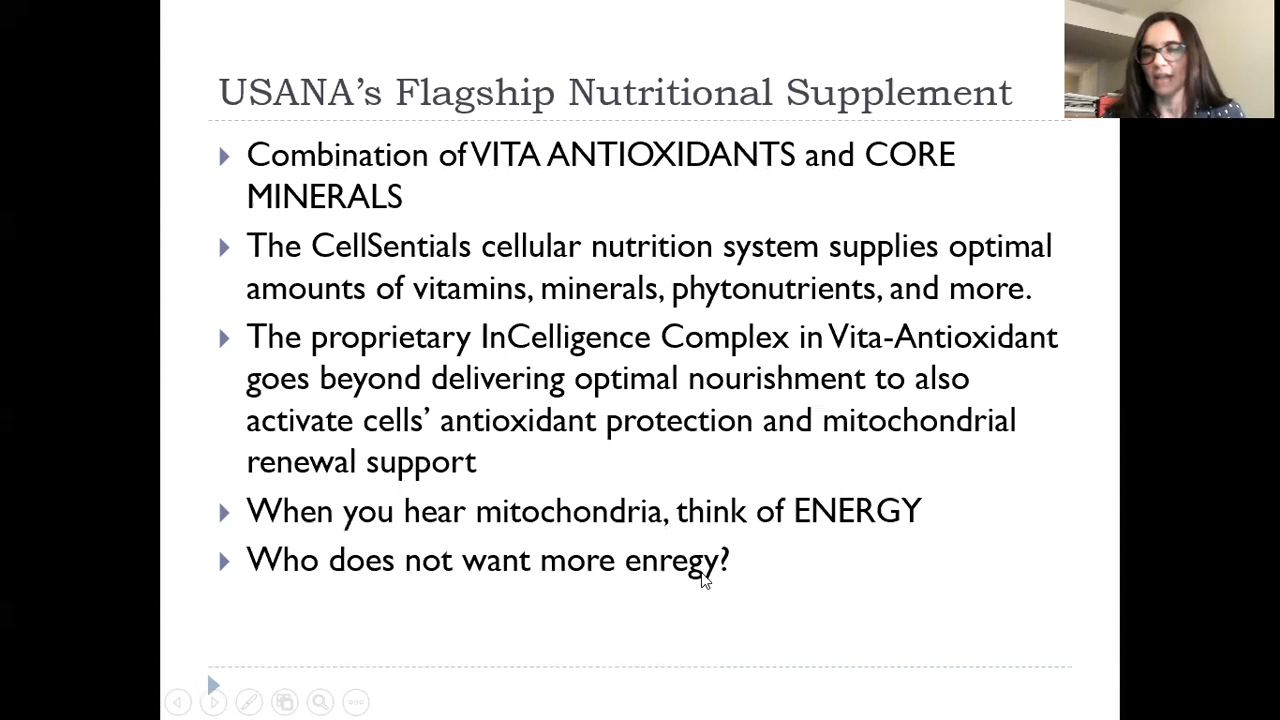 USANA's Flagship Nutritional Supplement
Combination of VITA ANTIOXIDANTS and CORE
MINERALS
The CellSentials cellular nutrition system supplies optimal
amounts of vitamins, minerals, phytonutrients, and more.
The proprietary InCelligence Complex in Vita-Antioxidant
goes beyond delivering optimal nourishment to also
activate cells' antioxidant protection and mitochondrial
renewal support
When you hear mitochondria, think of ENERGY
Who does not want more enregy?